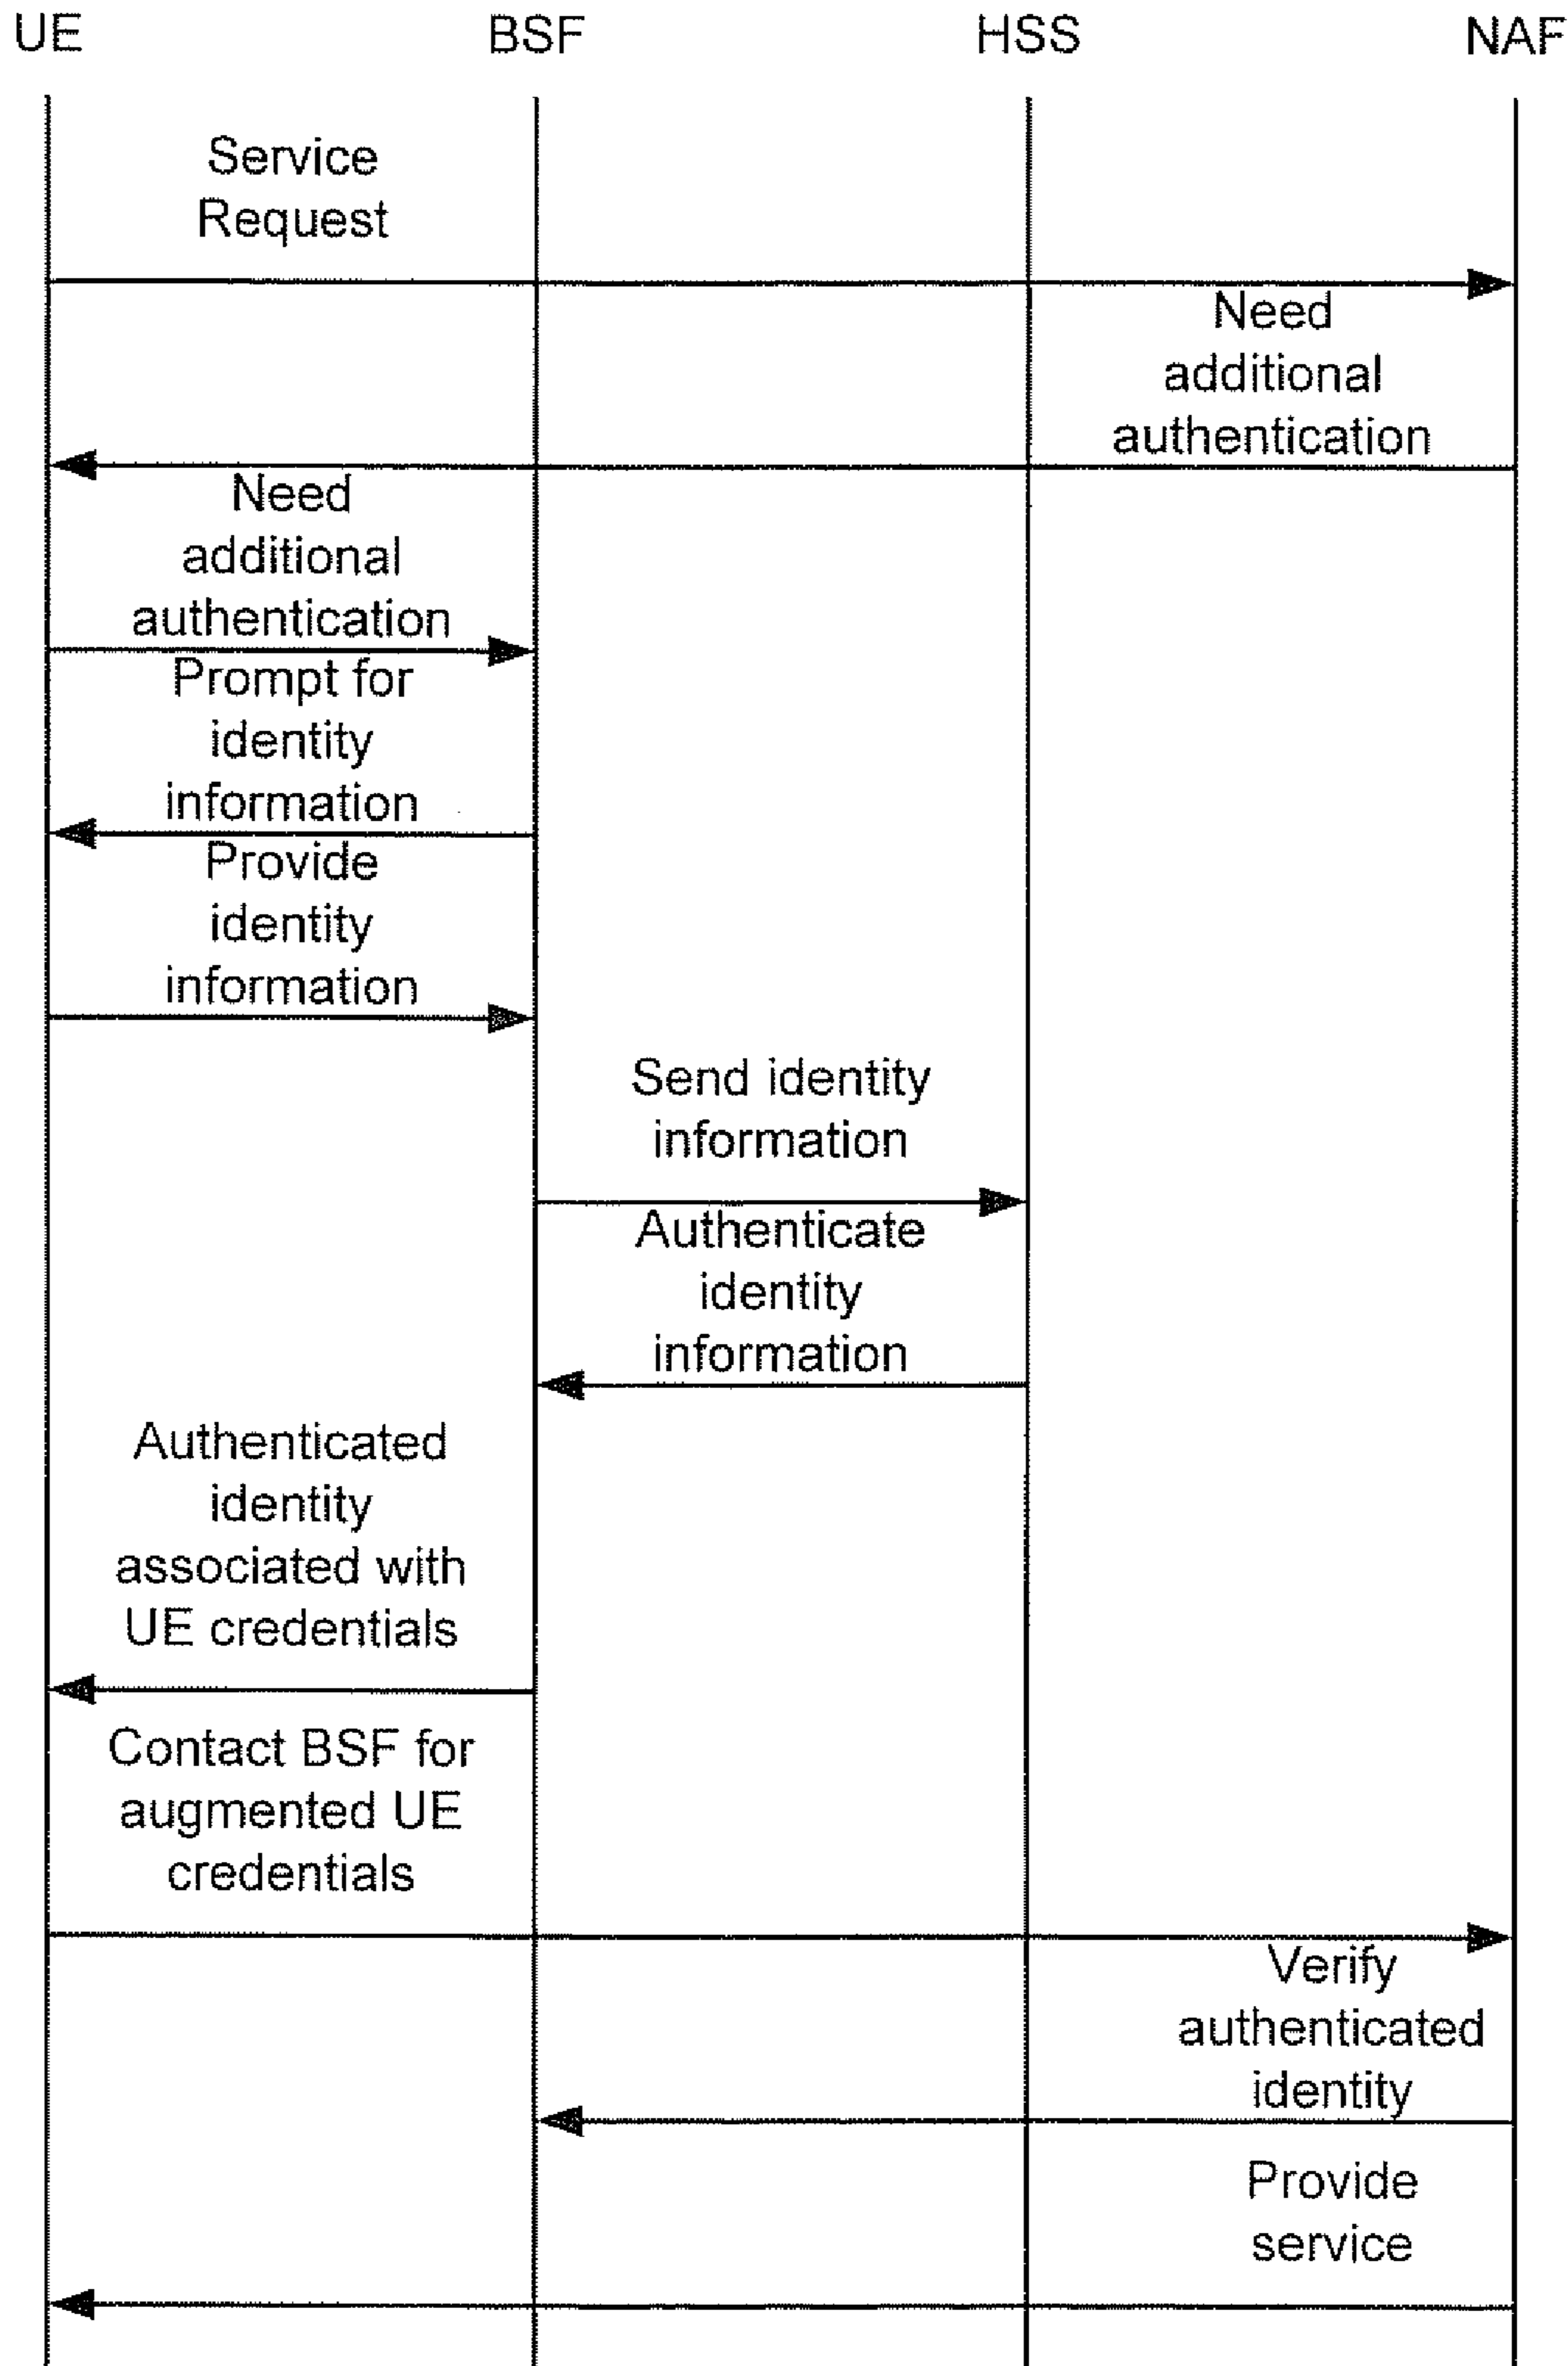 UE BSF HSS NAF
Service
Request
Need
additional
authentication
Need
additional
authentication
Prompt for
identity
information
Provide
identity
information
Send identity
information
Authenticate
identity
information
Authenticated
identity
associated with
UE credentials
Contact BSF for
augmented UE
credentials
Verify
authenticated
identity
Provide
service